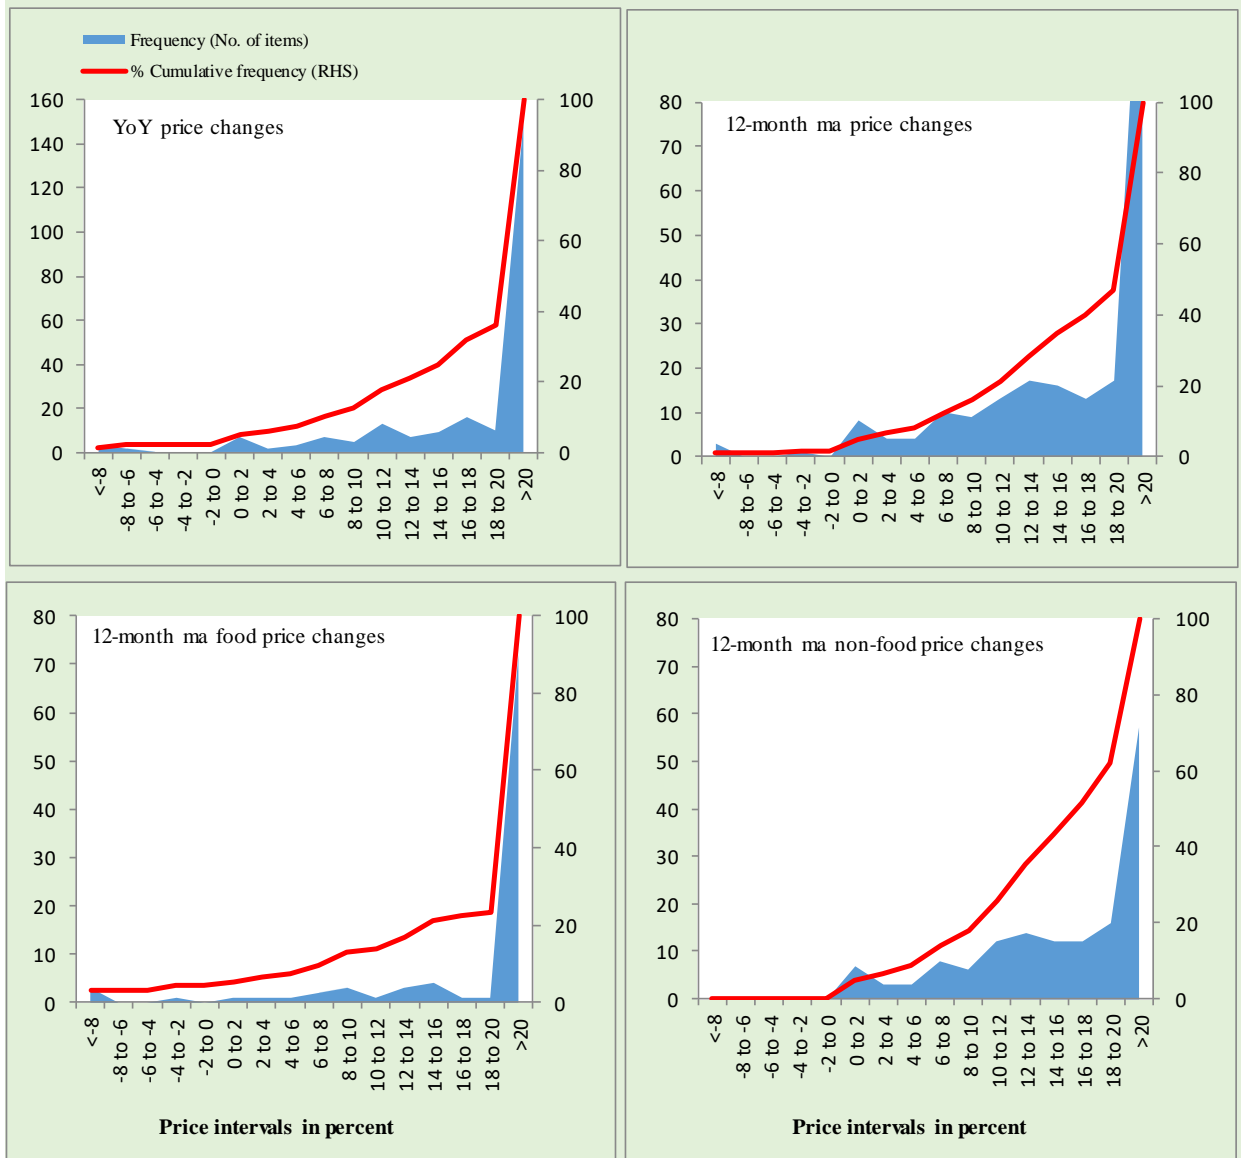 Frequency (No. of items)
% Cumulative frequency (RHS)
YoY price changes
160
140
120
100
80
60
40
20
0
100
80
60
40
20
0
<-8
-8 to -6
-6 to -4
-4 to -2
-2 to 0
0 to 2
2 to 4
4 to 6
6 to 8
8 to 10
10 to 12
12 to 14
14 to 16
16 to 18
18 to 20
>20
12-month ma price changes
80
70
60
50
40
30
20
10
0
100
80
60
40
20
0
<-8
-8 to -6
-6 to -4
-4 to -2
-2 to 0
0 to 2
2 to 4
4 to 6
6 to 8
8 to 10
10 to 12
12 to 14
14 to 16
16 to 18
18 to 20
>20
12-month ma food price changes
80
70
60
50
40
30
20
10
0
100
80
60
40
20
0
<-8
-8 to -6
-6 to -4
-4 to -2
-2 to 0
0 to 2
2 to 4
4 to 6
6 to 8
8 to 10
10 to 12
12 to 14
14 to 16
16 to 18
18 to 20
>20
Price intervals in percent
12-month ma non-food price changes
80
70
60
50
40
30
20
10
0
100
80
60
40
20
0
<-8
-8 to -6
-6 to -4
-4 to -2
-2 to 0
0 to 2
2 to 4
4 to 6
6 to 8
8 to 10
10 to 12
12 to 14
14 to 16
16 to 18
18 to 20
>20
Price intervals in percent